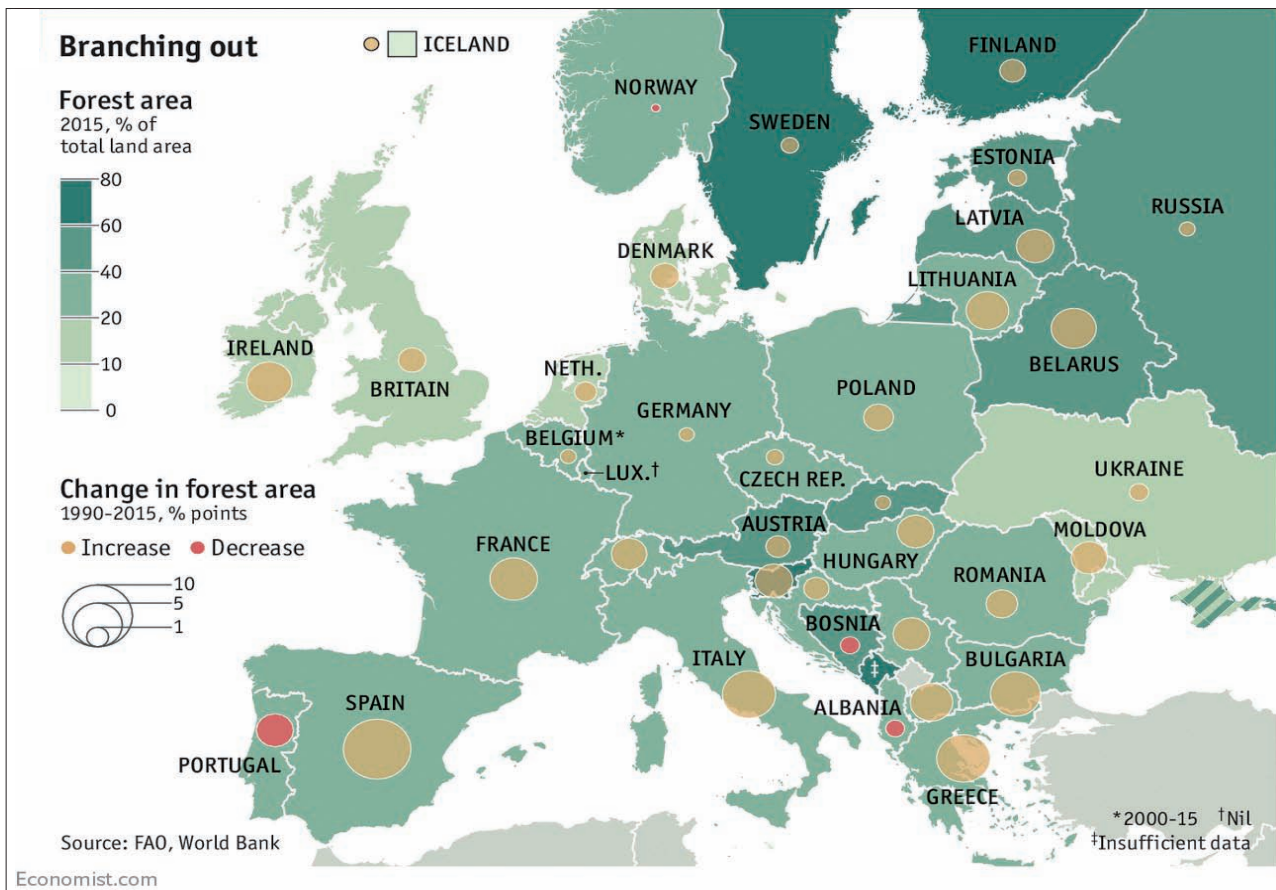 Branching out
ICELAND
Forest area
2015, % of
total land area
80
60
40
20
10
0
Change in forest area
1990-2015, % points
Increase
Decrease
10
5
1
FINLAND
NORWAY
SWEDEN
ESTONIA
RUSSIA
LATVIA
DENMARK
LITHUANIA
IRELAND
BRITAIN
NETH.
BELARUS
POLAND
GERMANY
BELGIUM*
LUX.†
CZECH REP.
UKRAINE
AUSTRIA
MOLDOVA
FRANCE
HUNGARY
ROMANIA
BOSNIA
ITALY
‡
BULGARIA
SPAIN
ALBANIA
PORTUGAL
GREECE
*2000-15 †Nil
‡Insufficient data
Source: FAO, World Bank
Economist.com